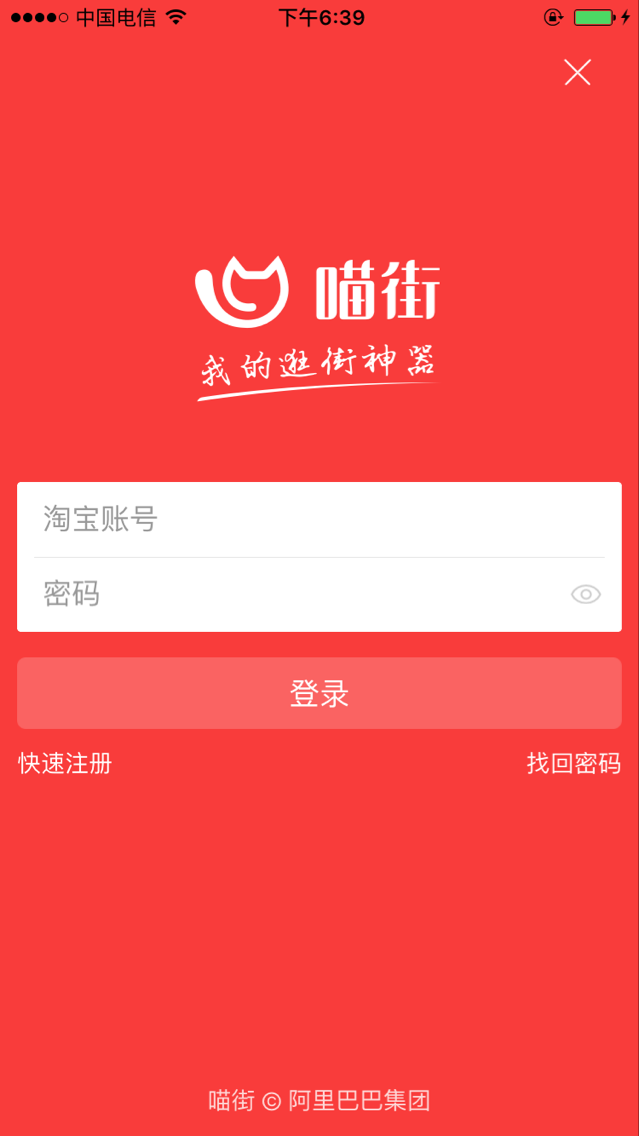 中国电信 下午6:39
喵街
我的逛街神器
淘宝账号
密码
登录
快速注册 找回密码
喵街 © 阿里巴巴集团